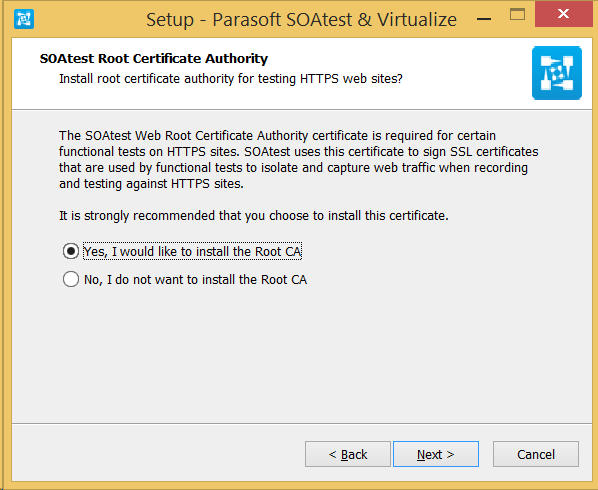 Setup - Parasoft SOAtest & Virtualize
SOAtest Root Certificate Authority
Install root certificate authority for testing HTTPS web sites?
The SOAtest Web Root Certificate Authority certificate is required for certain
functional tests on HTTPS sites. SOAtest uses this certificate to sign SSL certificates
that are used by functional tests to isolate and capture web traffic when recording
and testing against HTTPS sites.
It is strongly recommended that you choose to install this certificate.
Yes, I would like to install the Root CA
No, I do not want to install the Root CA
< Back Next > Cancel